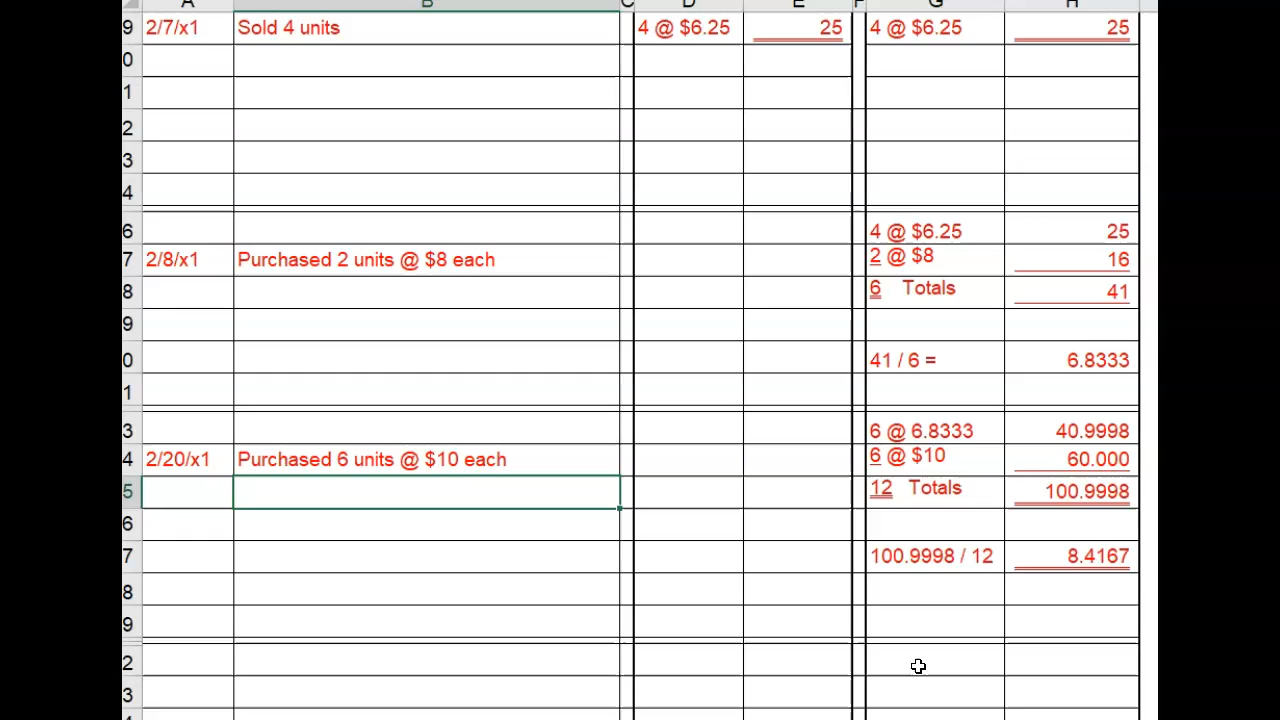 A B C D E F G H
9 2/7/x1 Sold 4 units 4 @ $6.25 25 4 @ $6.25 25
0
1
2
3
4
6 4 @ $6.25 25
7 2/8/x1 Purchased 2 units @ $8 each 2 @ $8 16
8 6 Totals 41
9
0 41 / 6 = 6.8333
1
3 6 @ 6.8333 40.9998
4 2/20/x1 Purchased 6 units @ $10 each 6 @ $10 60.000
5 12 Totals 100.9998
6
7 100.9998 / 12 8.4167
8
9
2
3